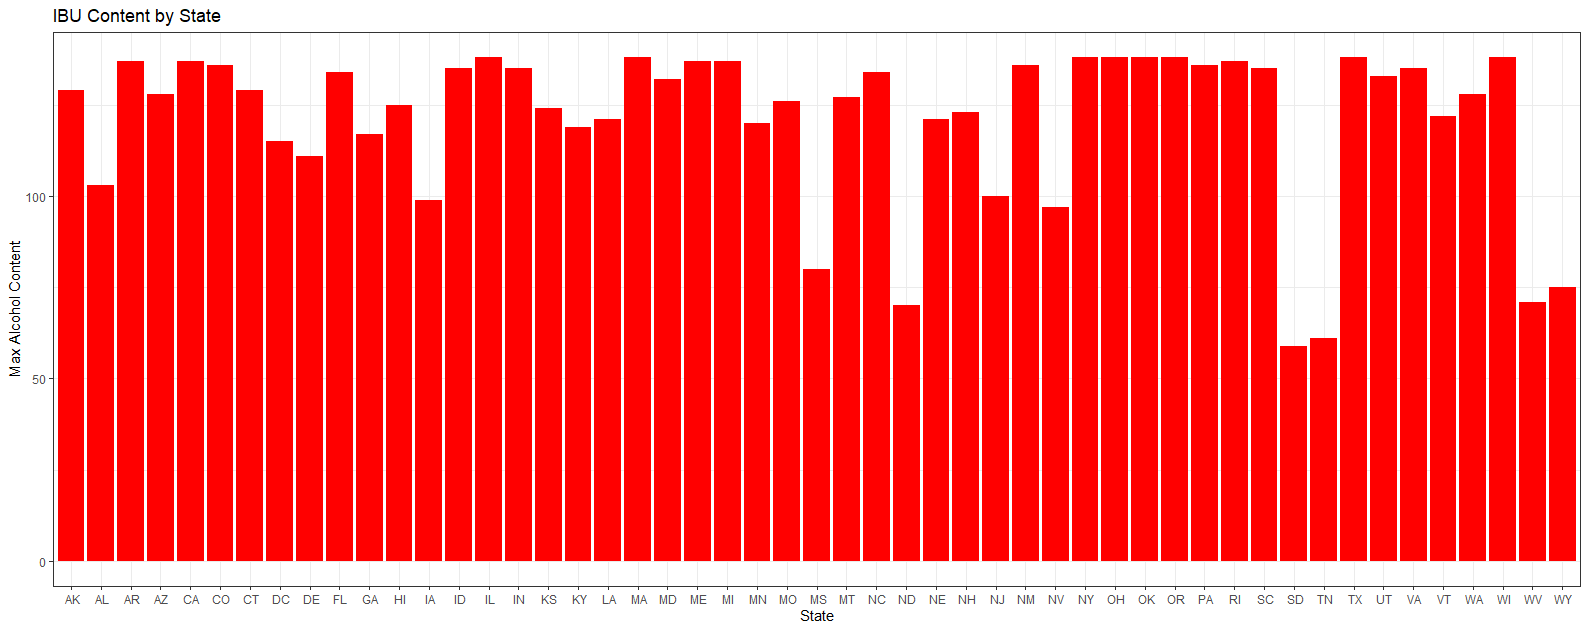 IBU Content by State
Max Alcohol Content
100
50
0
AK AL AR AZ CA CO CT DC DE FL GA HI IA ID IL IN KS KY LA MA MD ME MI MN MO MS MT NC ND NE NH NJ NM NV NY OH OK OR PA RI SC SD TN TX UT VA VT WA WI WV WY
State